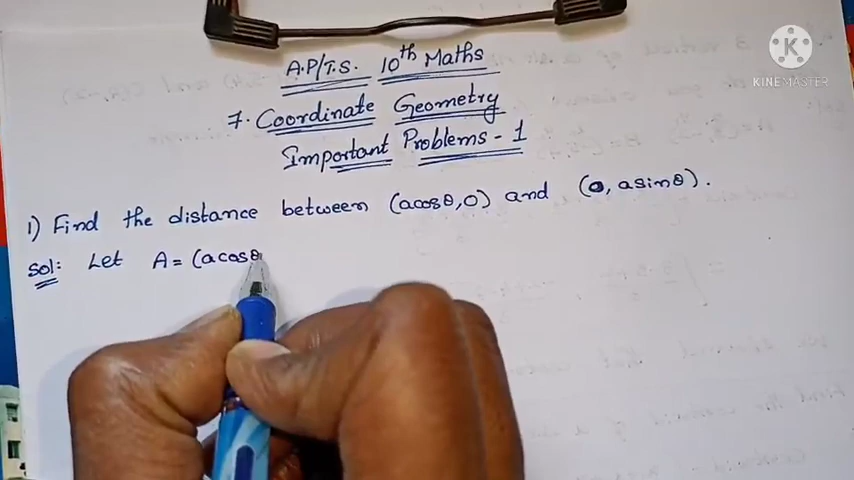 A.P/T.S. 10th Maths
7. Coordinate Geometry
Important Problems - 1
1) Find the distance between (acosθ,0) and (0, asinθ).
Sol: Let A= (acosθ
K
KINEMASTER